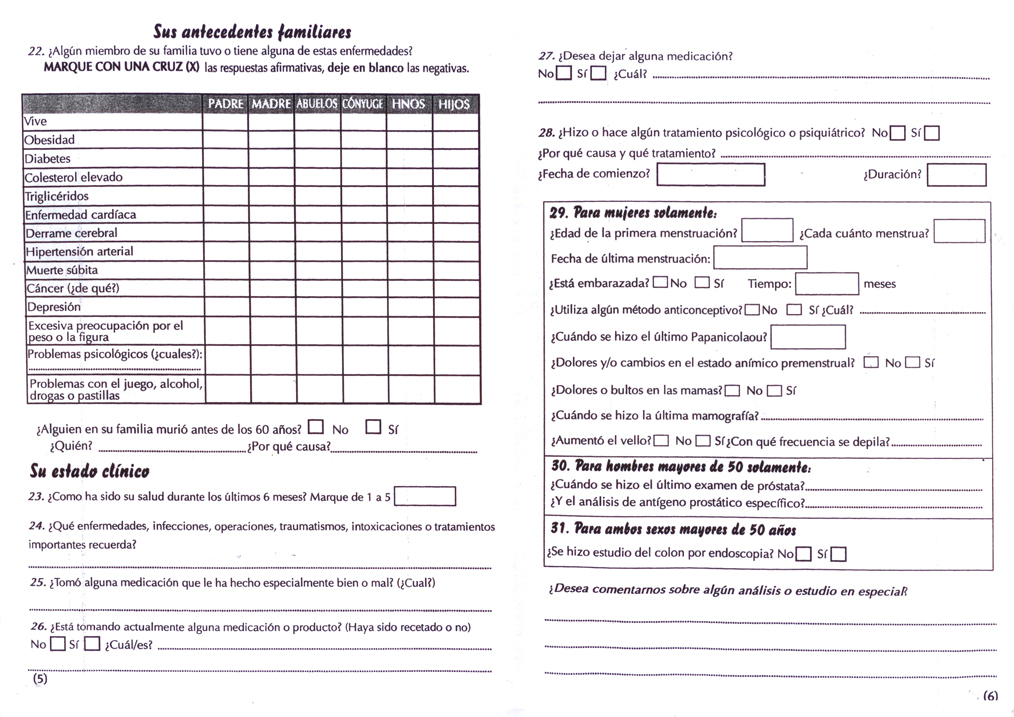 Sus antecedentes familiares
22. ¿Algún miembro de su familia tuvo o tiene alguna de estas enfermedades?
MARQUE CON UNA CRUZ (X) las respuestas afirmativas, deje en blanco las negativas.
PADRE MADRE ABUELOS CÓNYUGE HNOS HIJOS
Vive
Obesidad
Diabetes
Colesterol elevado
Triglicéridos
Enfermedad cardíaca
Derrame cerebral
Hipertensión arterial
Muerte súbita
Cáncer (¿de qué?)
Depresión
Excesiva preocupación por el
peso o la figura
Problemas psicológicos (¿cuales?):
Problemas con el juego, alcohol,
drogas o pastillas
¿Alguien en su familia murió antes de los 60 años? No Sí
¿Quién? ¿Por qué causa?
Su estado clínico
23. ¿Como ha sido su salud durante los últimos 6 meses? Marque de 1 a 5
24. ¿Qué enfermedades, infecciones, operaciones, traumatismos, intoxicaciones o tratamientos
importantes recuerda?
25. ¿Tomó alguna medicación que le ha hecho especialmente bien o mal? (¿Cual?)
26. ¿Está tomando actualmente alguna medicación o producto? (Haya sido recetado o no)
No Sí ¿Cuál/es?
(5)
27. ¿Desea dejar alguna medicación?
No Sí ¿Cuál?
28. ¿Hizo o hace algún tratamiento psicológico o psiquiátrico? No Sí
¿Por qué causa y qué tratamiento?
¿Fecha de comienzo? ¿Duración?
29. Para mujeres solamente:
¿Edad de la primera menstruación? ¿Cada cuánto menstrua?
Fecha de última menstruación:
¿Está embarazada? No Sí Tiempo: meses
¿Utiliza algún método anticonceptivo? No Sí ¿Cuál?
¿Cuándo se hizo el último Papanicolaou?
¿Dolores y/o cambios en el estado anímico premenstrual? No Sí
¿Dolores o bultos en las mamas? No Sí
¿Cuándo se hizo la última mamografía?
¿Aumentó el vello? No Sí ¿Con qué frecuencia se depila?
30. Para hombres mayores de 50 solamente:
¿Cuándo se hizo el último examen de próstata?
¿Y el análisis de antígeno prostático específico?
31. Para ambos sexos mayores de 50 años
¿Se hizo estudio del colon por endoscopia? No Sí
¿Desea comentarnos sobre algún análisis o estudio en especial?
(6)